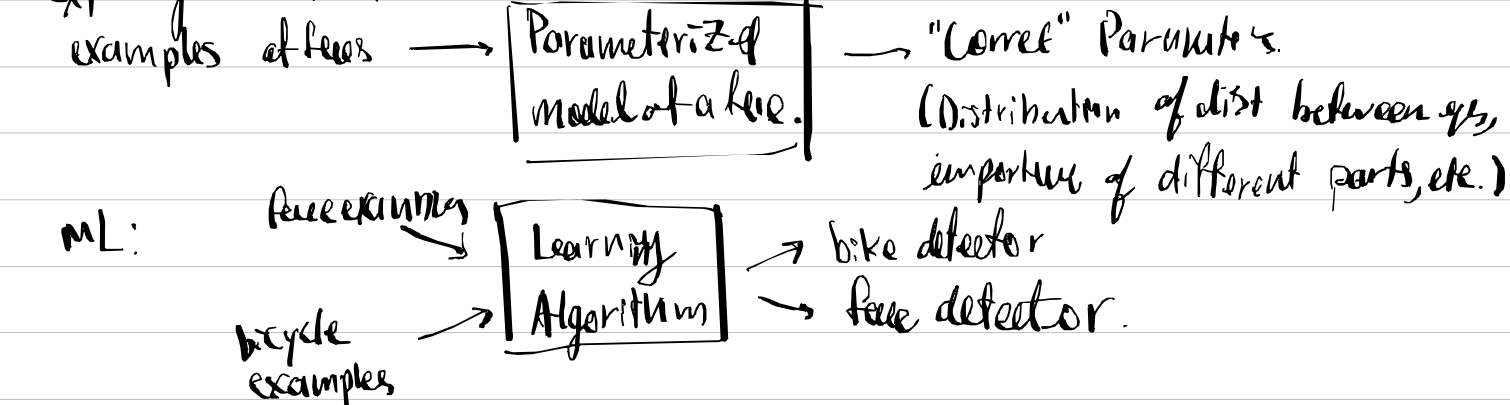 examples of faces → Parameterized model of a face. → "Correct" Parameters.
(Distribution of dist between eyes,
importance of different parts, etc.)
ML: face examples
Learning Algorithm
bike detector
face detector.
bicycle
examples